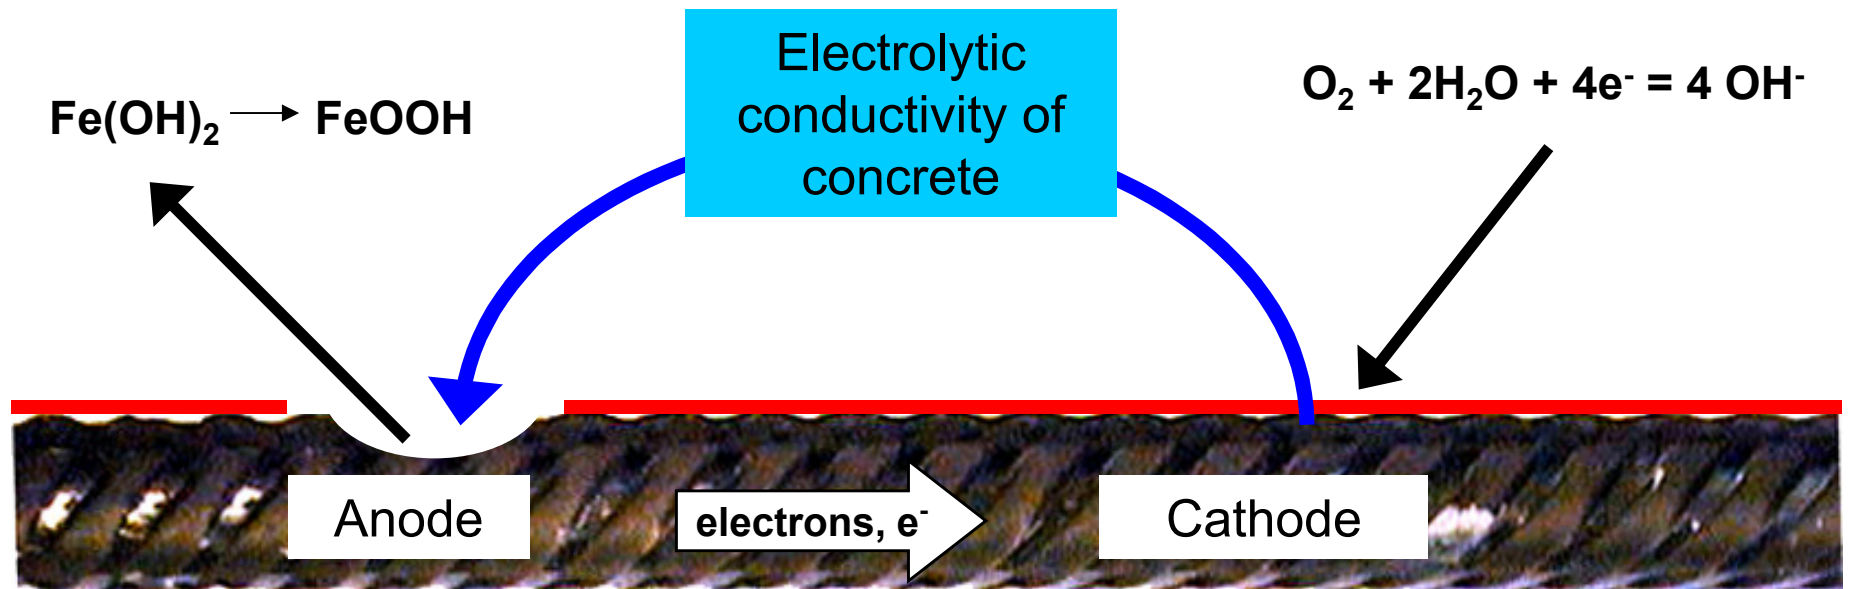 Electrolytic
conductivity of
concrete
Fe(OH)₂ → FeOOH
O₂ + 2H₂O + 4e⁻ = 4 OH⁻
Anode
electrons, e⁻
Cathode